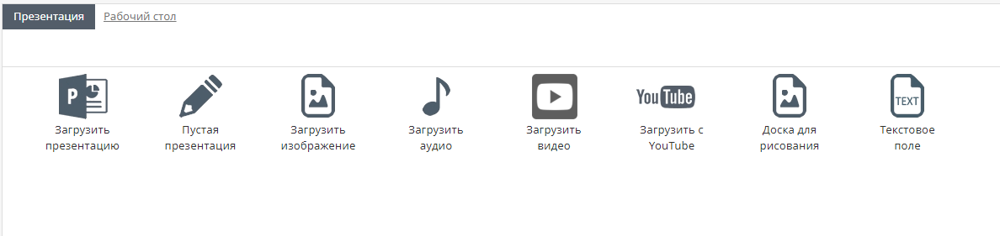 Презентация Рабочий стол
P
YouTube
TEXT
Загрузить презентацию
Пустая презентация
Загрузить изображение
Загрузить аудио
Загрузить видео
Загрузить с YouTube
Доска для рисования
Текстовое поле